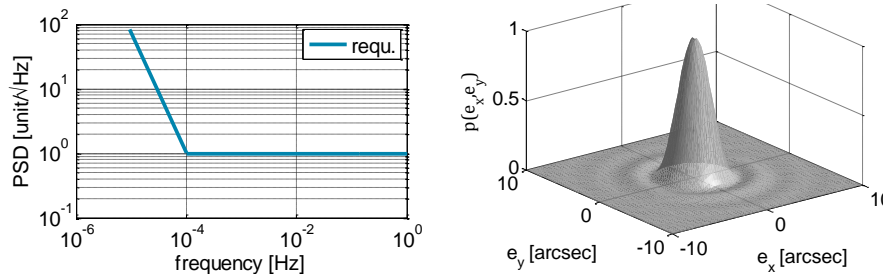 PSD [unit/√Hz]
10^2
10^1
10^0
10^-1
10^-6
10^-4
10^-2
10^0
frequency [Hz]
requ.
p(e_x,e_y)
1
0.5
0
10
0
-10
e_y [arcsec]
-10
0
10
e_x [arcsec]